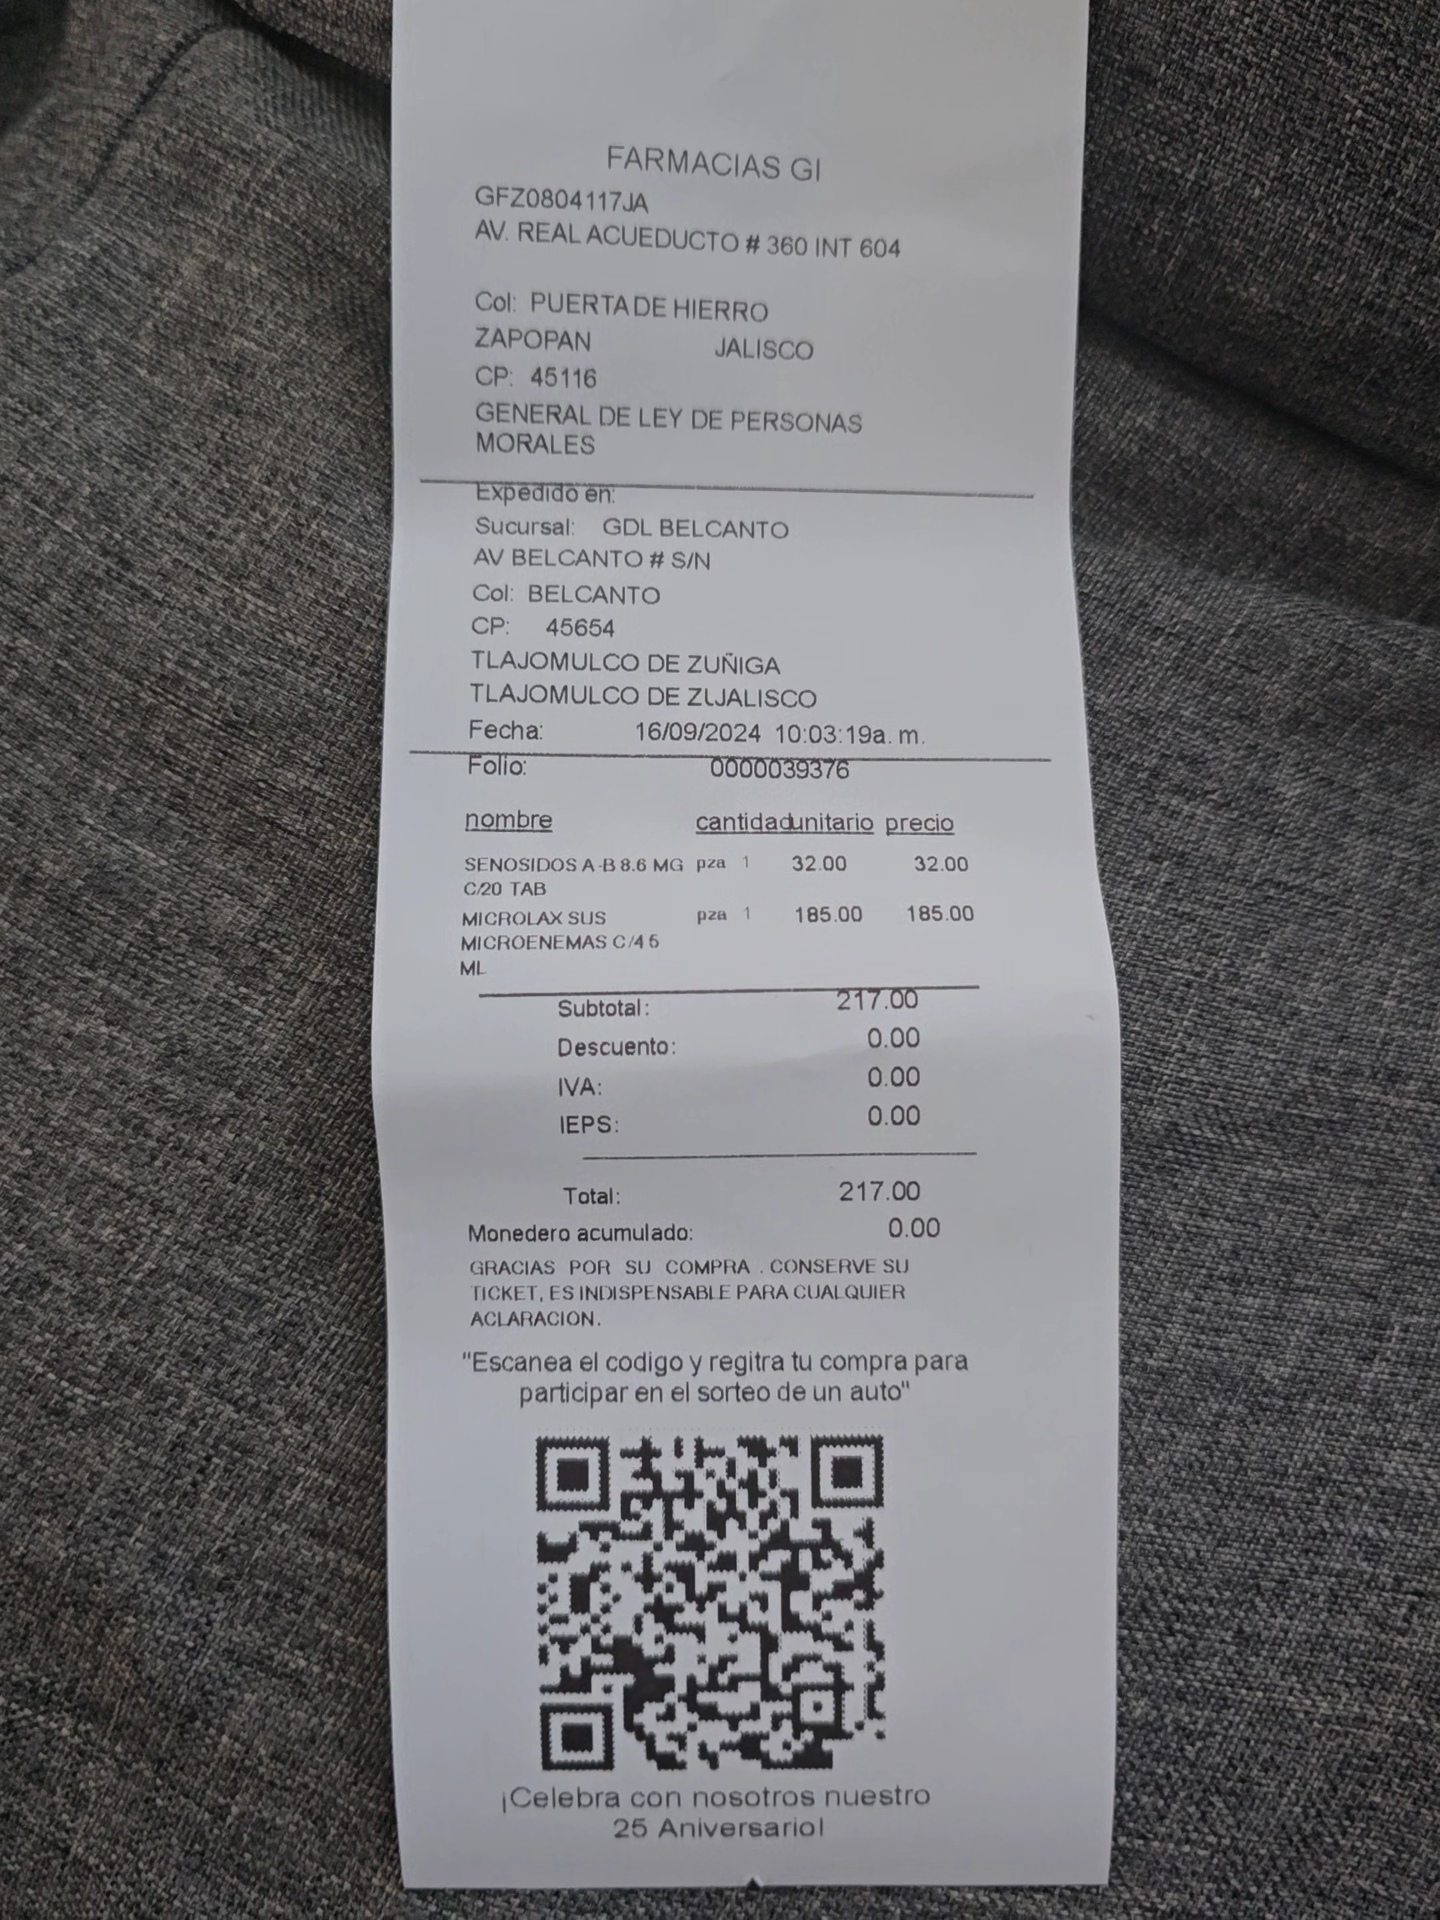 FARMACIAS GI
GFZ0804117JA
AV. REAL ACUEDUCTO # 360 INT 604
Col: PUERTA DE HIERRO
ZAPOPAN JALISCO
CP: 45116
GENERAL DE LEY DE PERSONAS
MORALES
Expedido en:
Sucursal: GDL BELCANTO
AV BELCANTO # S/N
Col: BELCANTO
CP: 45654
TLAJOMULCO DE ZUÑIGA
TLAJOMULCO DE ZUJALISCO
Fecha: 16/09/2024 10:03:19a. m.
Folio: 0000039376
nombre cantidad unitario precio
SENOSIDOS A-B 8.6 MG pza 1 32.00 32.00
C/20 TAB
MICROLAX SUS pza 1 185.00 185.00
MICROENEMAS C/4 5
ML
Subtotal: 217.00
Descuento: 0.00
IVA: 0.00
IEPS: 0.00
Total: 217.00
Monedero acumulado: 0.00
GRACIAS POR SU COMPRA . CONSERVE SU
TICKET, ES INDISPENSABLE PARA CUALQUIER
ACLARACION.
"Escanea el codigo y regitra tu compra para
participar en el sorteo de un auto"
¡Celebra con nosotros nuestro
25 Aniversario!